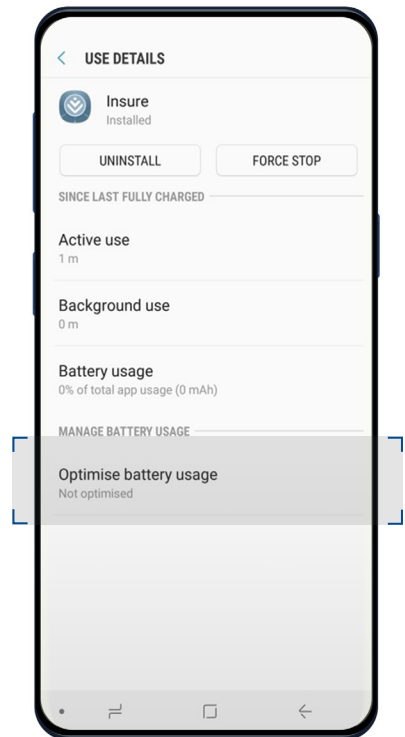 USE DETAILS
Insure
Installed
UNINSTALL
FORCE STOP
SINCE LAST FULLY CHARGED
Active use
1 m
Background use
0 m
Battery usage
0% of total app usage (0 mAh)
MANAGE BATTERY USAGE
Optimise battery usage
Not optimised